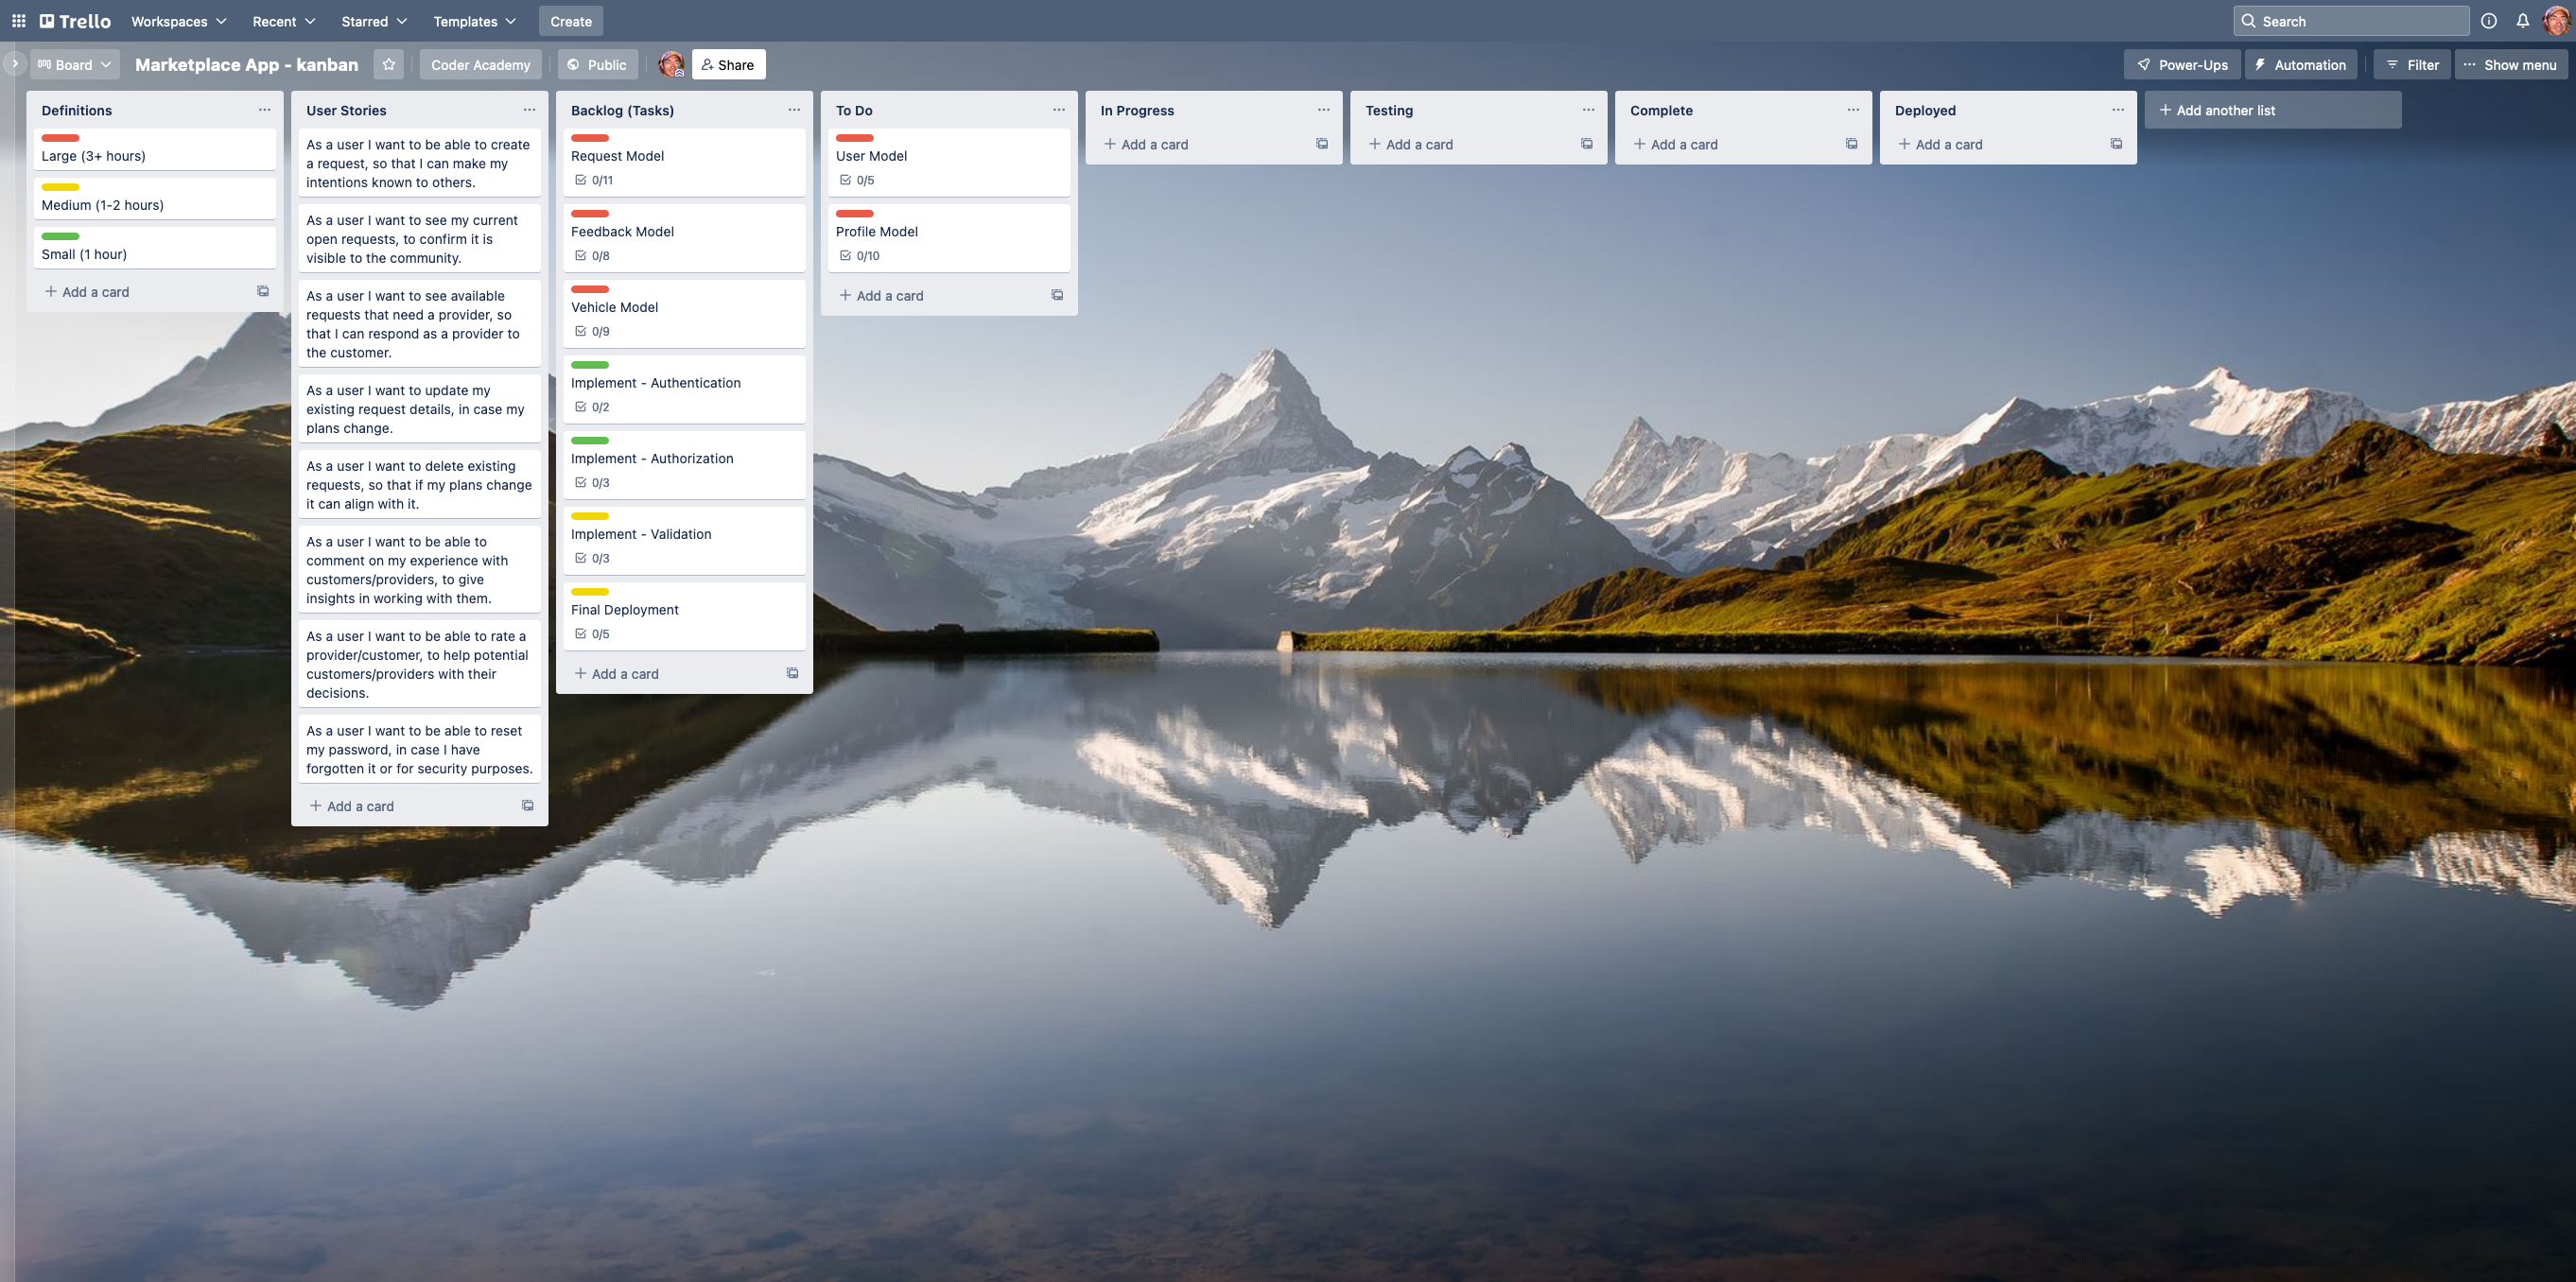 Trello
Workspaces
Recent
Starred
Templates
Create
Search
Board
Marketplace App - kanban
Coder Academy
Public
Share
Power-Ups
Automation
Filter
Show menu
Definitions
Large (3+ hours)
Medium (1-2 hours)
Small (1 hour)
Add a card
User Stories
As a user I want to be able to create
a request, so that I can make my
intentions known to others.
As a user I want to see my current
open requests, to confirm it is
visible to the community.
As a user I want to see available
requests that need a provider, so
that I can respond as a provider to
the customer.
As a user I want to update my
existing request details, in case my
plans change.
As a user I want to delete existing
requests, so that if my plans change
it can align with it.
As a user I want to be able to
comment on my experience with
customers/providers, to give
insights in working with them.
As a user I want to be able to rate a
provider/customer, to help potential
customers/providers with their
decisions.
As a user I want to be able to reset
my password, in case I have
forgotten it or for security purposes.
Add a card
Backlog (Tasks)
Request Model
0/11
Feedback Model
0/8
Vehicle Model
0/9
Implement - Authentication
0/2
Implement - Authorization
0/3
Implement - Validation
0/3
Final Deployment
0/5
Add a card
To Do
User Model
0/5
Profile Model
0/10
Add a card
In Progress
Add a card
Testing
Add a card
Complete
Add a card
Deployed
Add a card
Add another list